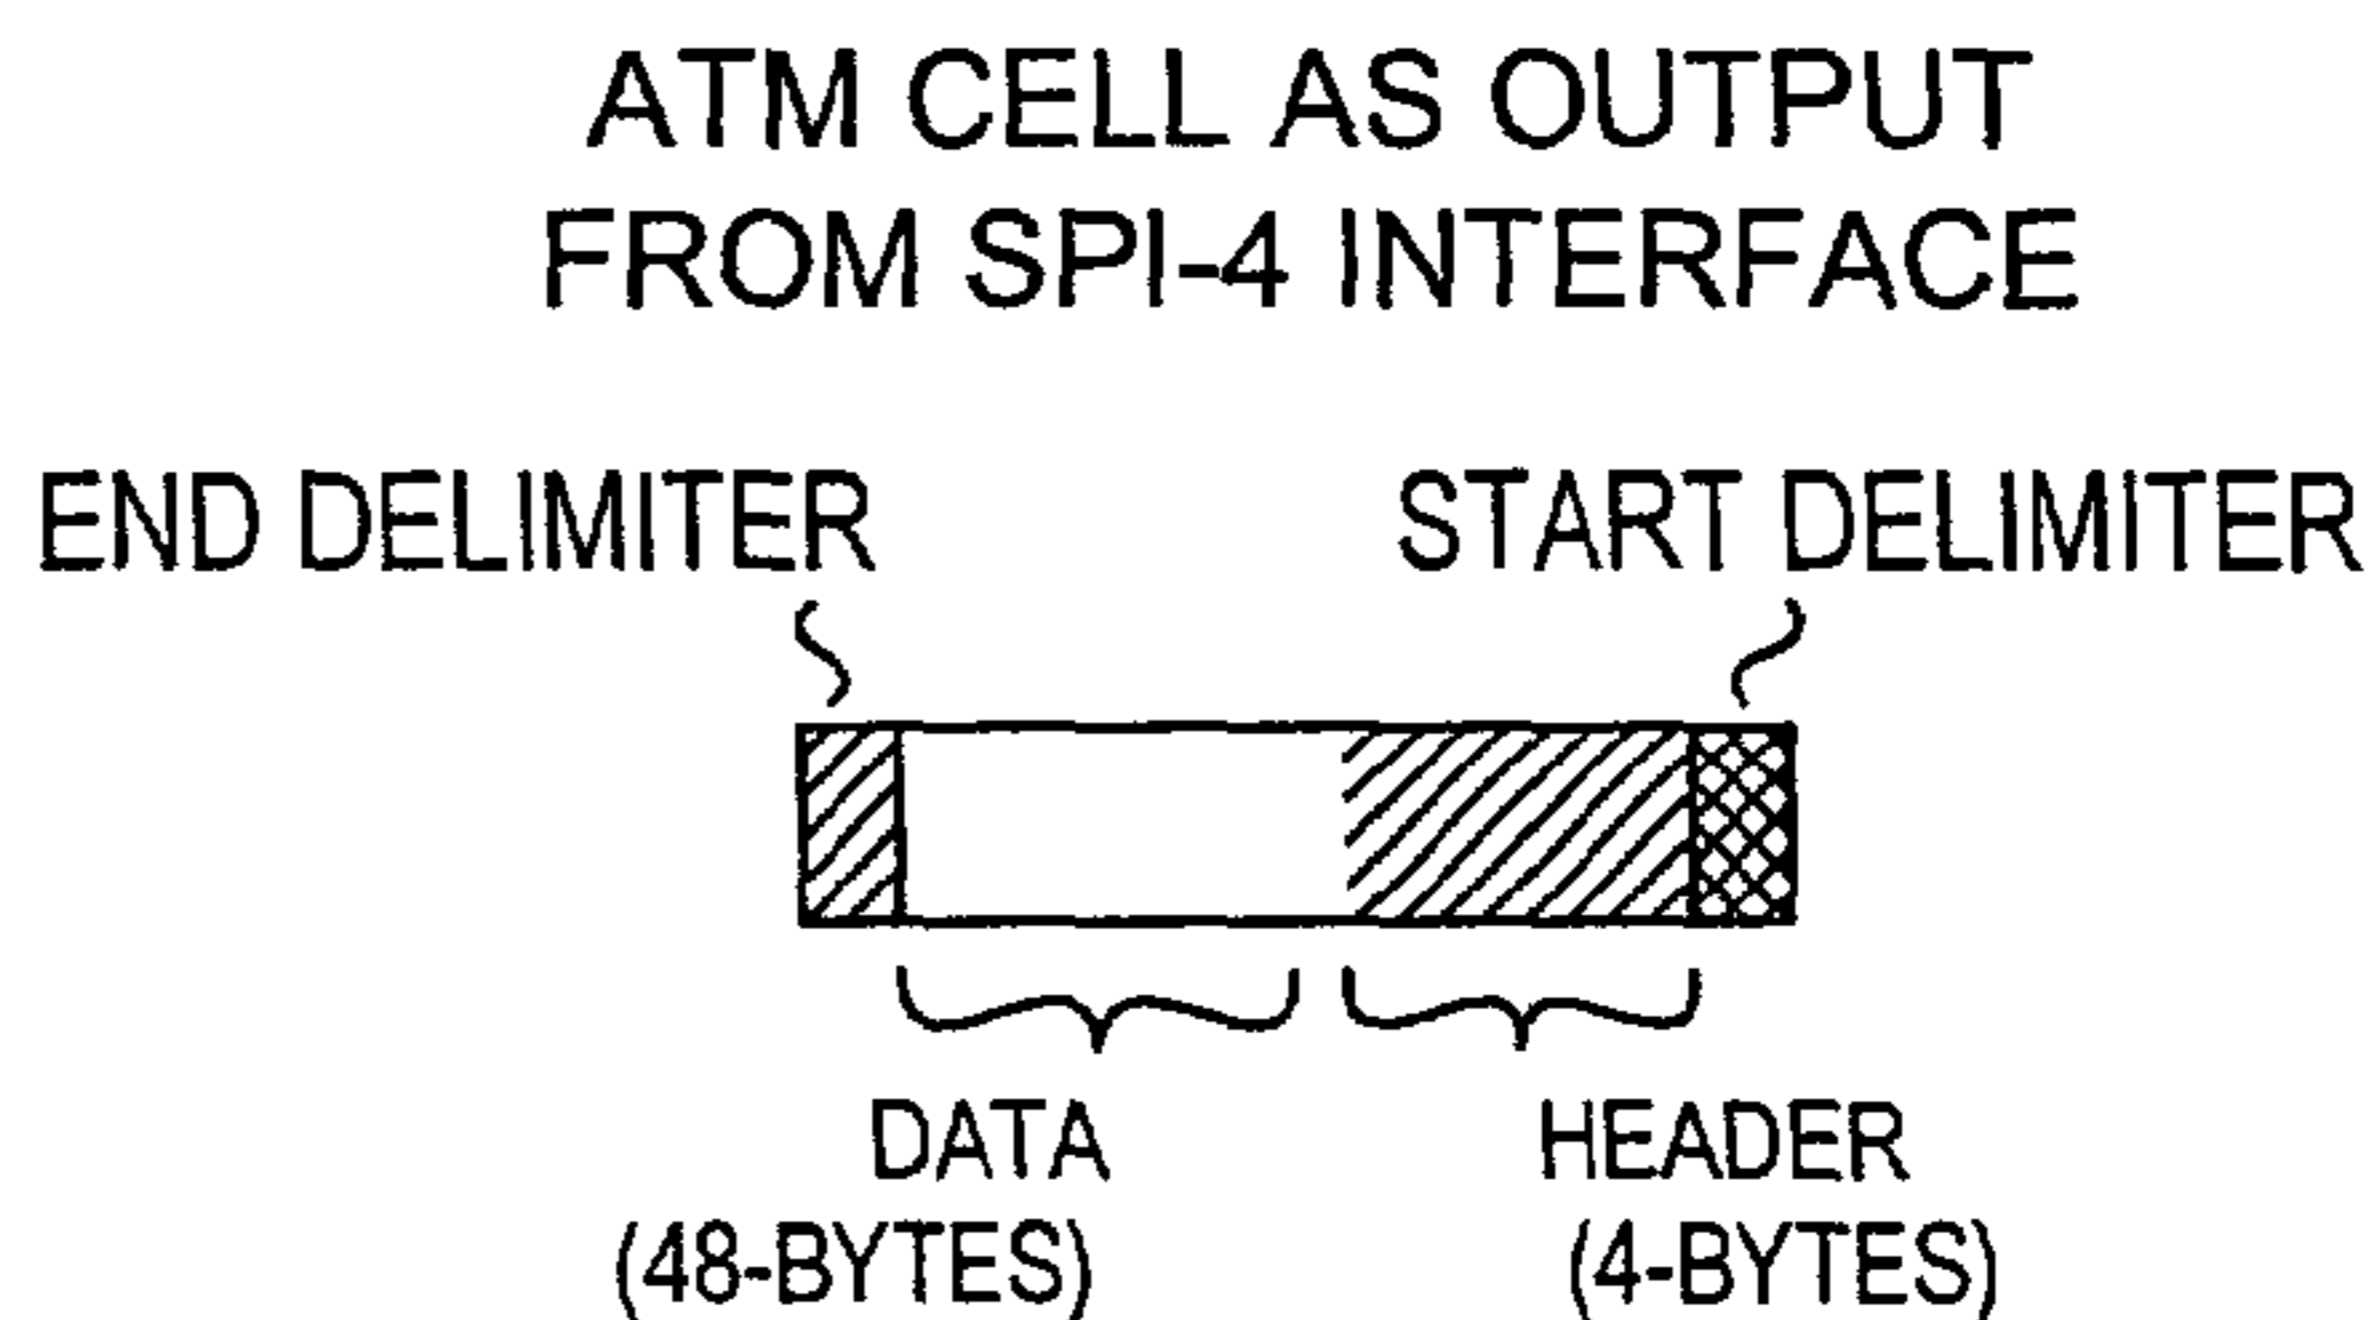 ATM CELL AS OUTPUT
FROM SPI-4 INTERFACE
END DELIMITER
START DELIMITER
DATA
(48-BYTES)
HEADER
(4-BYTES)